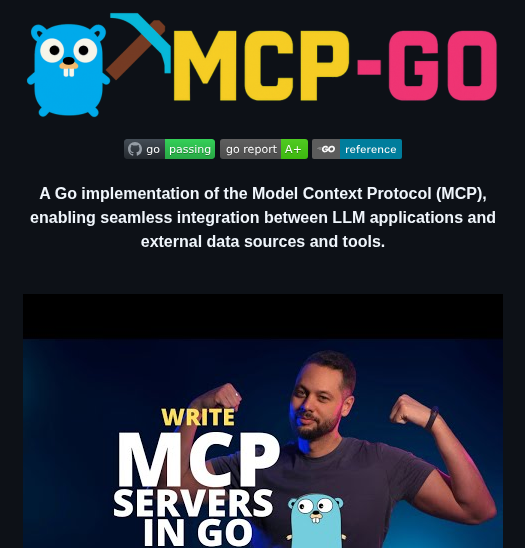 MCP-GO
go passing go report A+ GO reference
A Go implementation of the Model Context Protocol (MCP),
enabling seamless integration between LLM applications and
external data sources and tools.
WRITE
MCP
SERVERS
IN GO